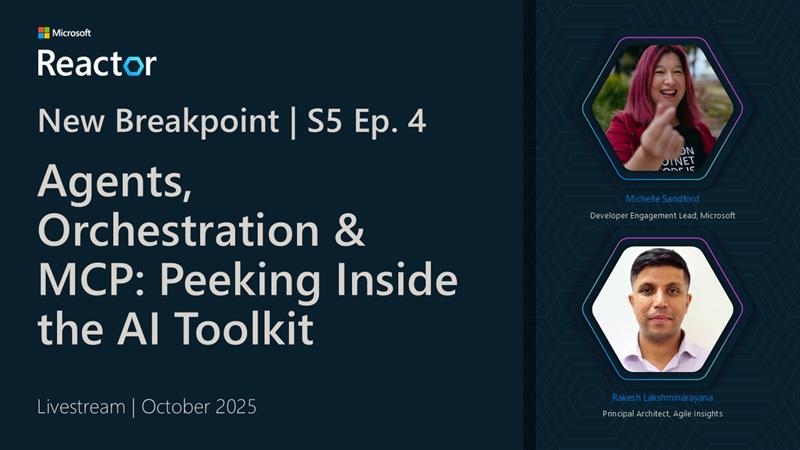 Microsoft
Reactor
New Breakpoint | S5 Ep. 4
Agents,
Orchestration &
MCP: Peeking Inside
the AI Toolkit
Livestream | October 2025
Michelle Sandford
Developer Engagement Lead, Microsoft
Rakesh Lakshminarayana
Principal Architect, Agile Insights